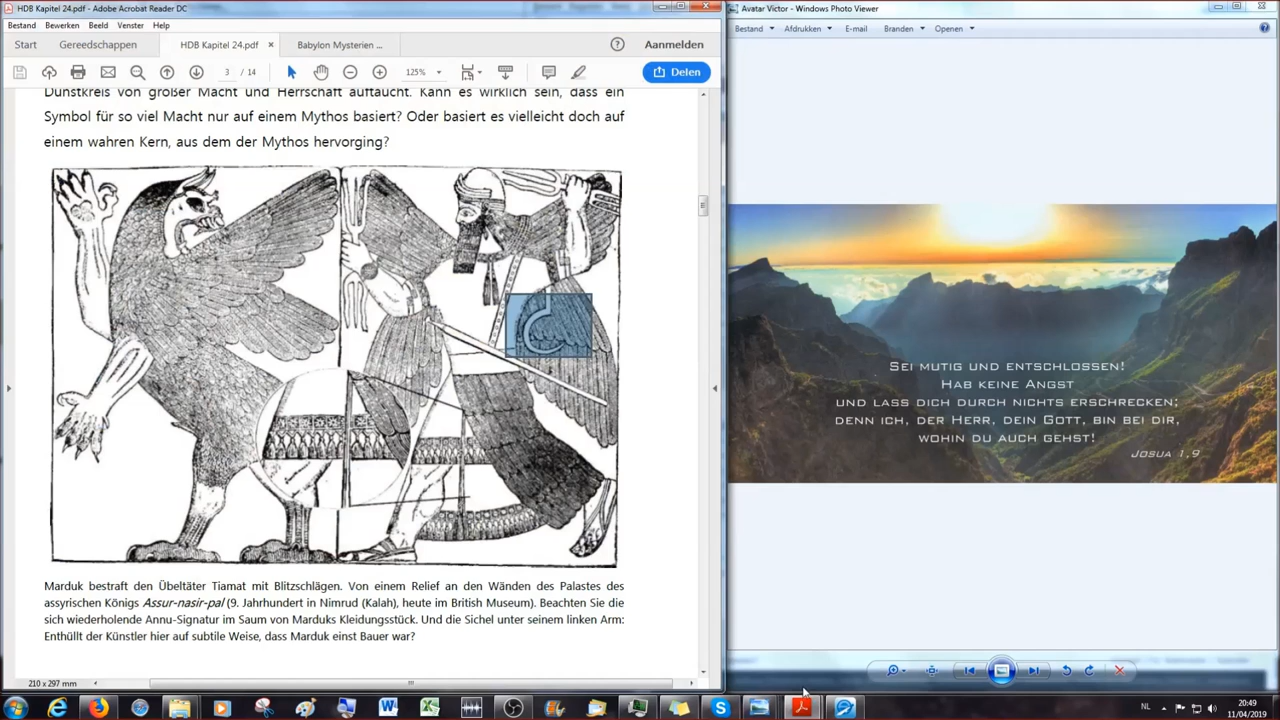 HDB Kapitel 24.pdf - Adobe Acrobat Reader DC
Bestand Bewerken Beeld Venster Help
Start Gereedschappen HDB Kapitel 24.pdf Babylon Mysterien ... Anmelden
3 / 14 125% Delen
Dunstkreis von großer Macht und Herrschaft auftaucht. Kann es wirklich sein, dass ein
Symbol für so viel Macht nur auf einem Mythos basiert? Oder basiert es vielleicht doch auf
einem wahren Kern, aus dem der Mythos hervorging?
Marduk bestraft den Übeltäter Tiamat mit Blitzschlägen. Von einem Relief an den Wänden des Palastes des
assyrischen Königs Assur-nasir-pal (9. Jahrhundert in Nimrud (Kalah), heute im British Museum). Beachten Sie die
sich wiederholende Annu-Signatur im Saum von Marduks Kleidungsstück. Und die Sichel unter seinem linken Arm:
Enthüllt der Künstler hier auf subtile Weise, dass Marduk einst Bauer war?
210 x 297 mm
Avatar Victor - Windows Photo Viewer
Bestand Afdrukken E-mail Branden Openen
Sei mutig und entschlossen!
Hab keine Angst
und lass dich durch nichts erschrecken;
denn ich, der Herr, dein Gott, bin bei dir,
wohin du auch gehst!
Josua 1,9
NL 20:49
11/04/2019